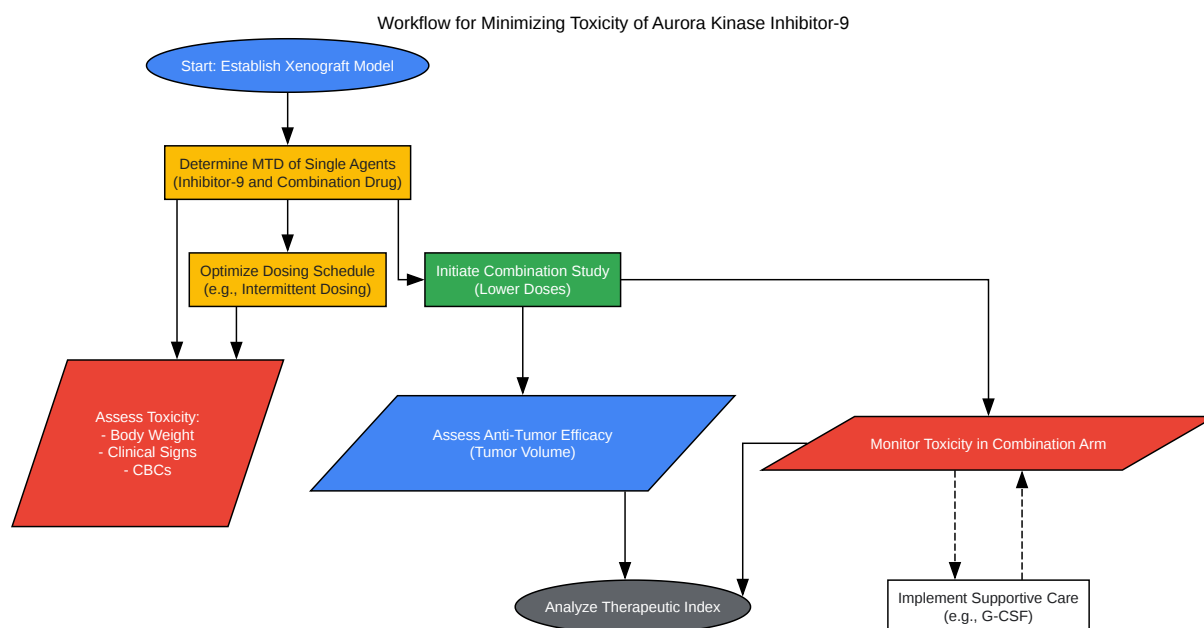 Workflow for Minimizing Toxicity of Aurora Kinase Inhibitor-9
Start: Establish Xenograft Model
Determine MTD of Single Agents
(Inhibitor-9 and Combination Drug)
Optimize Dosing Schedule
(e.g., Intermittent Dosing)
Initiate Combination Study
(Lower Doses)
Assess Toxicity:
- Body Weight
- Clinical Signs
- CBCs
Assess Anti-Tumor Efficacy
(Tumor Volume)
Monitor Toxicity in Combination Arm
Analyze Therapeutic Index
Implement Supportive Care
(e.g., G-CSF)